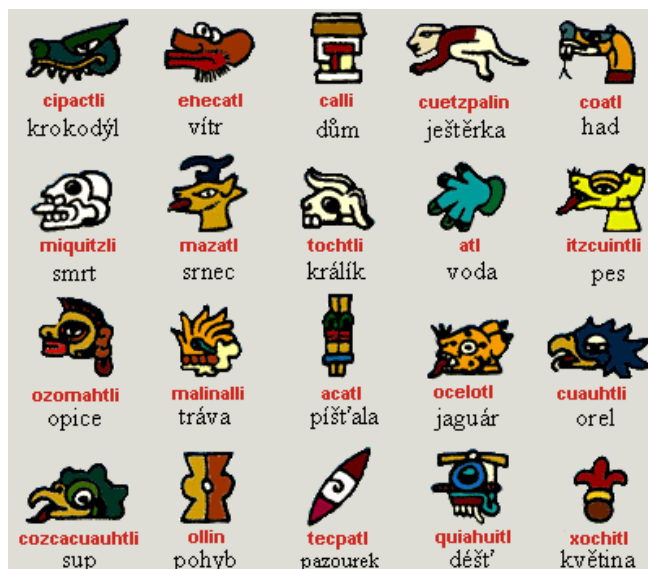 cipactli ehecatl calli cuetzpalin coatl
krokodýl vítr dům ještěrka had
miquitzli mazatl tochtli atl itzcuintli
smrt srnec králík voda pes
ozomahtli malinalli acatl ocelotl cuauhtli
opice tráva píšťala jaguár orel
cozcacuauhtli ollin tecpatl quiahuitl xochitl
sup pohyb pazourek déšť květina